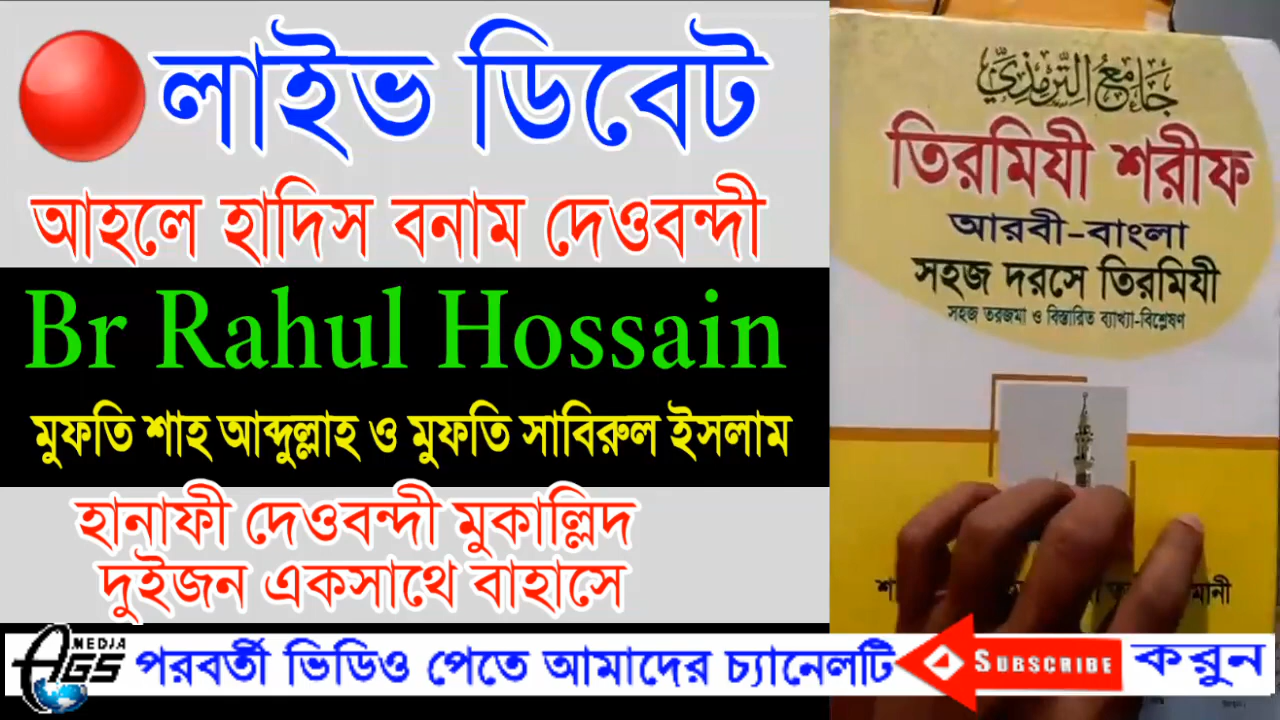 লাইভ ডিবেট
আহলে হাদিস বনাম দেওবন্দী
Br Rahul Hossain
মুফতি শাহ আব্দুল্লাহ ও মুফতি সাবিরুল ইসলাম
হানাফী দেওবন্দী মুকাল্লিদ
দুইজন একসাথে বাহাসে
جامع الترمذي
তিরমিযী শরীফ
আরবী-বাংলা
সহজ দরসে তিরমিযী
সহজ তরজমা ও বিস্তারিত ব্যাখ্যা-বিশ্লেষণ
AGS MEDIA
পরবর্তী ভিডিও পেতে আমাদের চ্যানেলটি SUBSCRIBE করুন